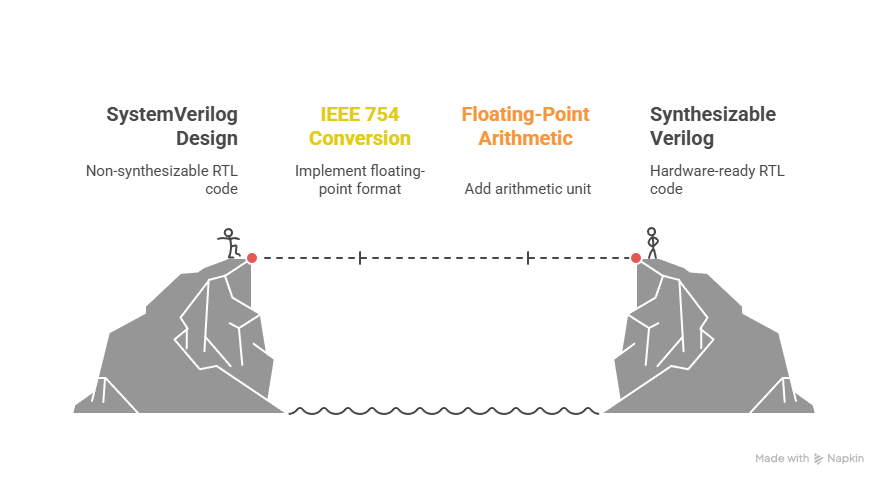 SystemVerilog
Design
Non-synthesizable RTL
code
IEEE 754
Conversion
Implement floating-
point format
Floating-Point
Arithmetic
Add arithmetic unit
Synthesizable
Verilog
Hardware-ready RTL
code
Made with Napkin